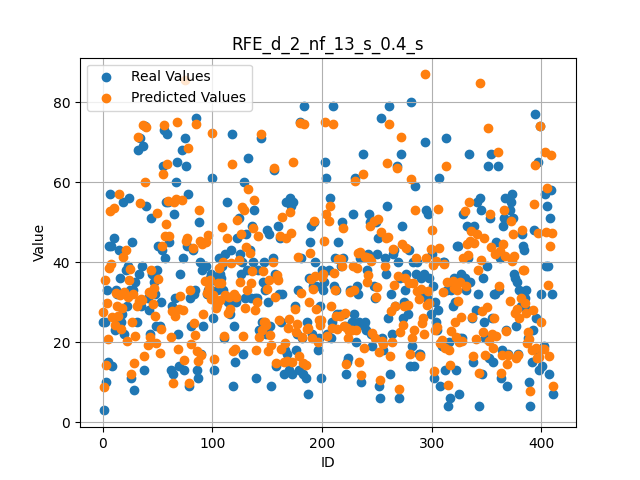 RFE_d_2_nf_13_s_0.4_s
Real Values
Predicted Values
Value
80
60
40
20
0
0 100 200 300 400
ID